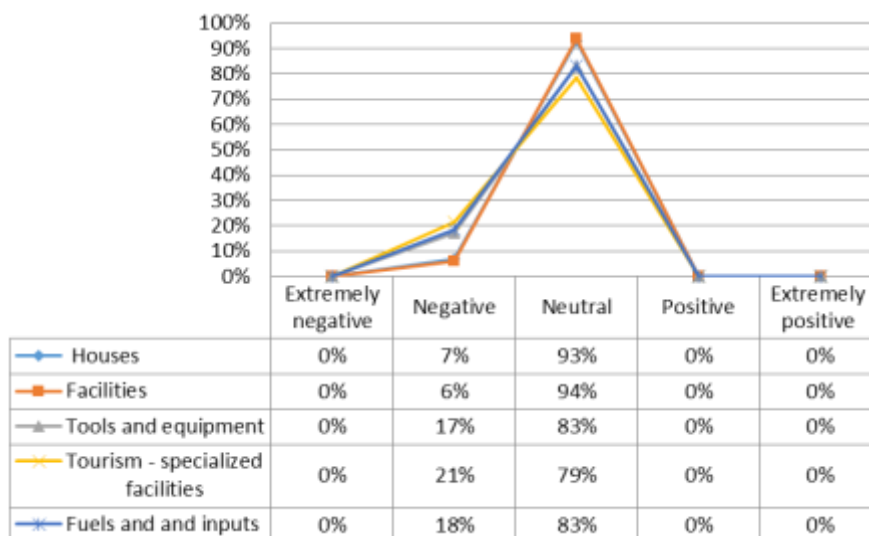 100%
90%
80%
70%
60%
50%
40%
30%
20%
10%
0%
Extremely negative Negative Neutral Positive Extremely positive
Houses 0% 7% 93% 0% 0%
Facilities 0% 6% 94% 0% 0%
Tools and equipment 0% 17% 83% 0% 0%
Tourism - specialized facilities 0% 21% 79% 0% 0%
Fuels and and inputs 0% 18% 83% 0% 0%